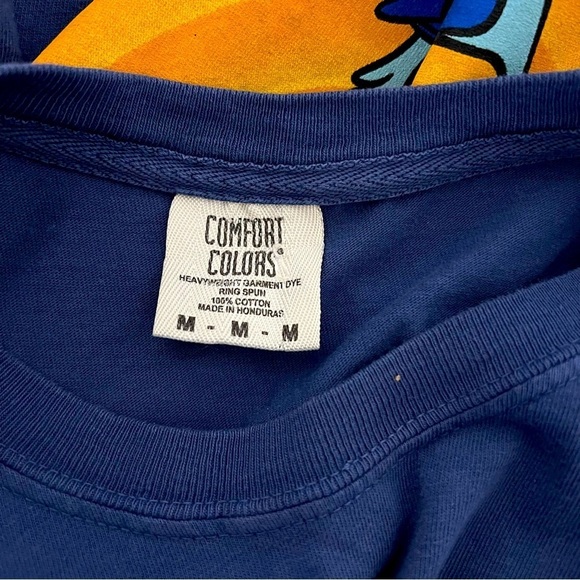 COMFORT
COLORS®
HEAVYWEIGHT GARMENT DYE
RING SPUN
100% COTTON
MADE IN HONDURAS
M - M - M